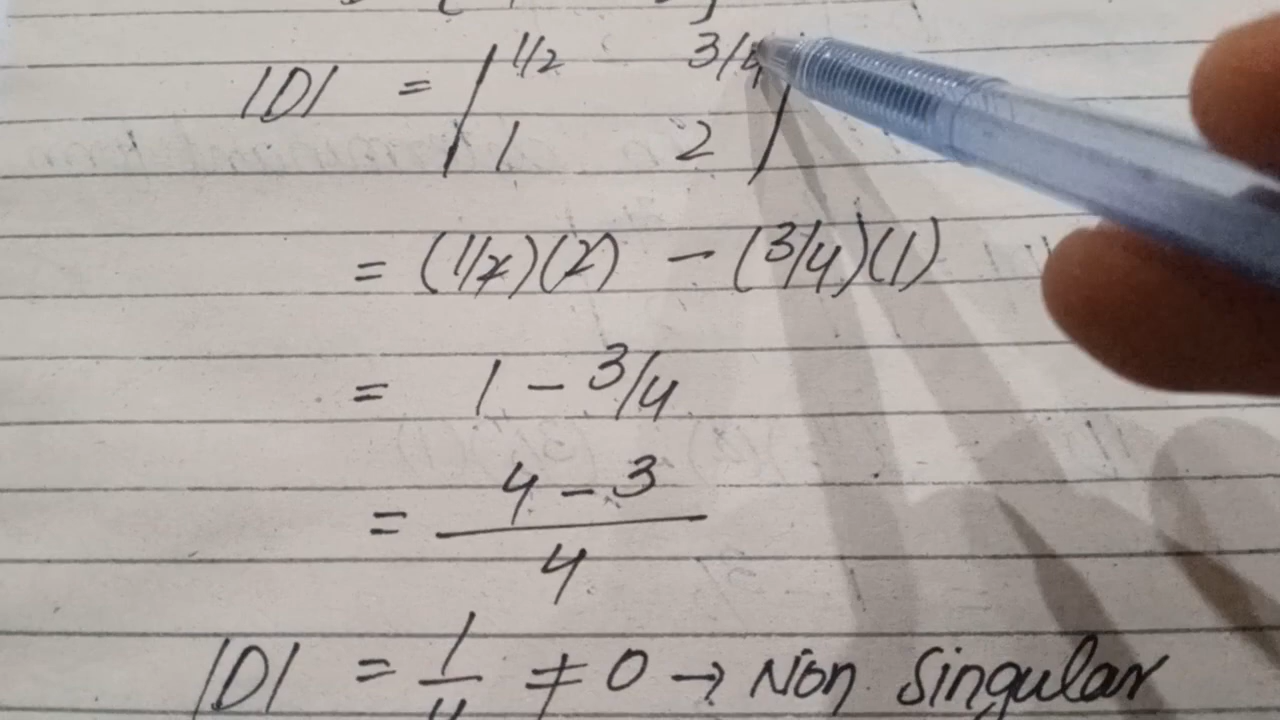 |D| = | 1/2 3/4 |
| 1 2 |
= (1/2)(2) - (3/4)(1)
= 1 - 3/4
= 4 - 3
4
|D| = 1/4 ≠ 0 → Non Singular